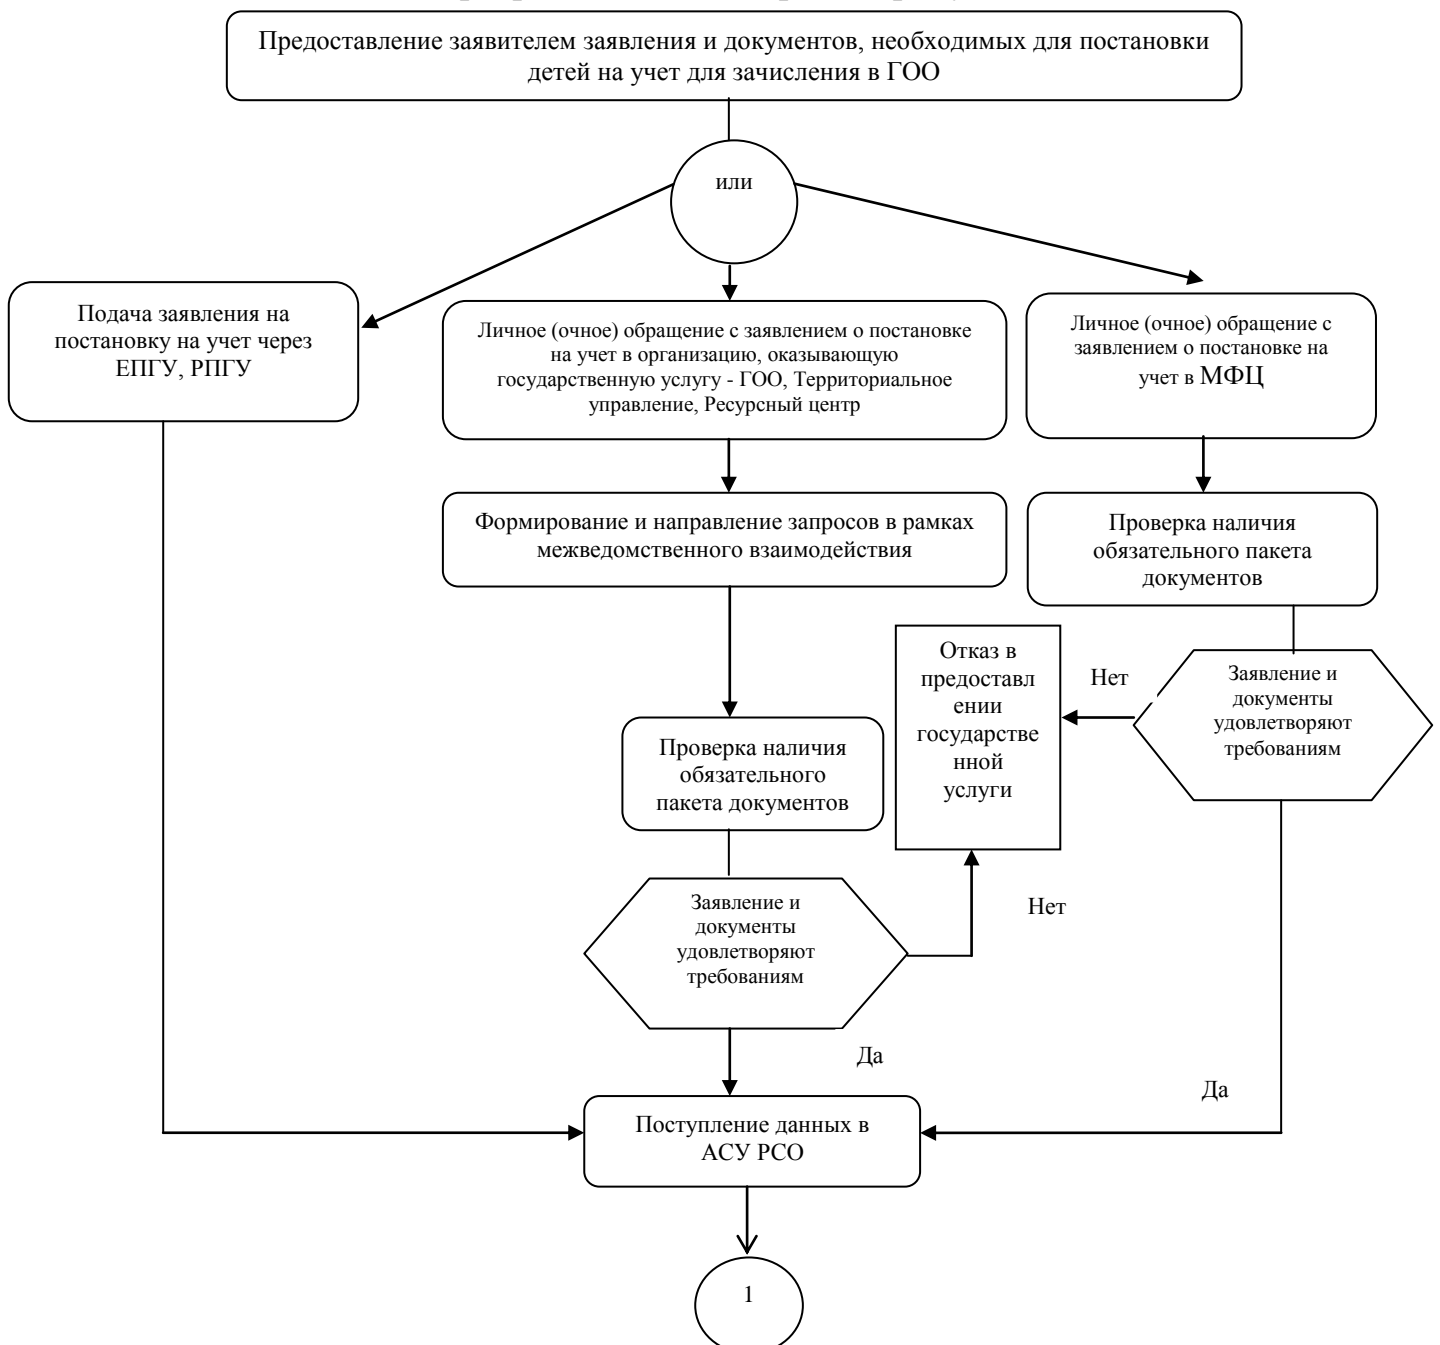 Предоставление заявителем заявления и документов, необходимых для постановки
детей на учет для зачисления в ГОО
или
Подача заявления на
постановку на учет через
ЕПГУ, РПГУ
Личное (очное) обращение с заявлением о постановке
на учет в организацию, оказывающую
государственную услугу - ГОО, Территориальное
управление, Ресурсный центр
Личное (очное) обращение с
заявлением о постановке на
учет в МФЦ
Формирование и направление запросов в рамках
межведомственного взаимодействия
Проверка наличия
обязательного пакета
документов
Отказ в
предоставл
ении
государстве
нной
услуги
Нет
Заявление и
документы
удовлетворяют
требованиям
Проверка наличия
обязательного
пакета документов
Заявление и
документы
удовлетворяют
требованиям
Нет
Да
Да
Поступление данных в
АСУ РСО
1